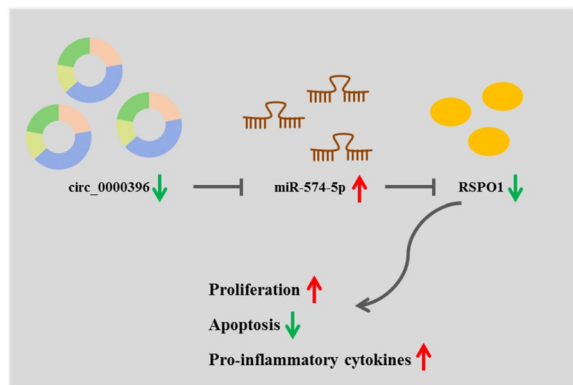 circ_0000396
miR-574-5p
RSPO1
Proliferation
Apoptosis
Pro-inflammatory cytokines